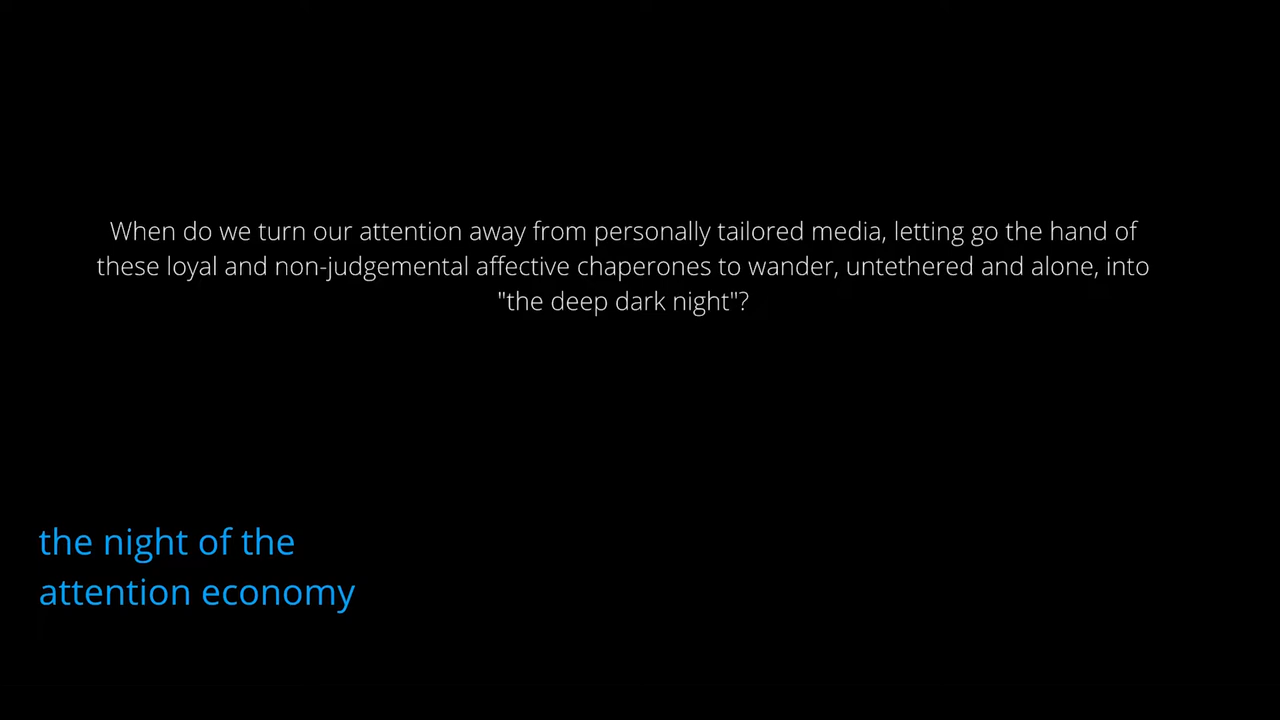 When do we turn our attention away from personally tailored media, letting go the hand of
these loyal and non-judgemental affective chaperones to wander, untethered and alone, into
"the deep dark night"?
the night of the
attention economy